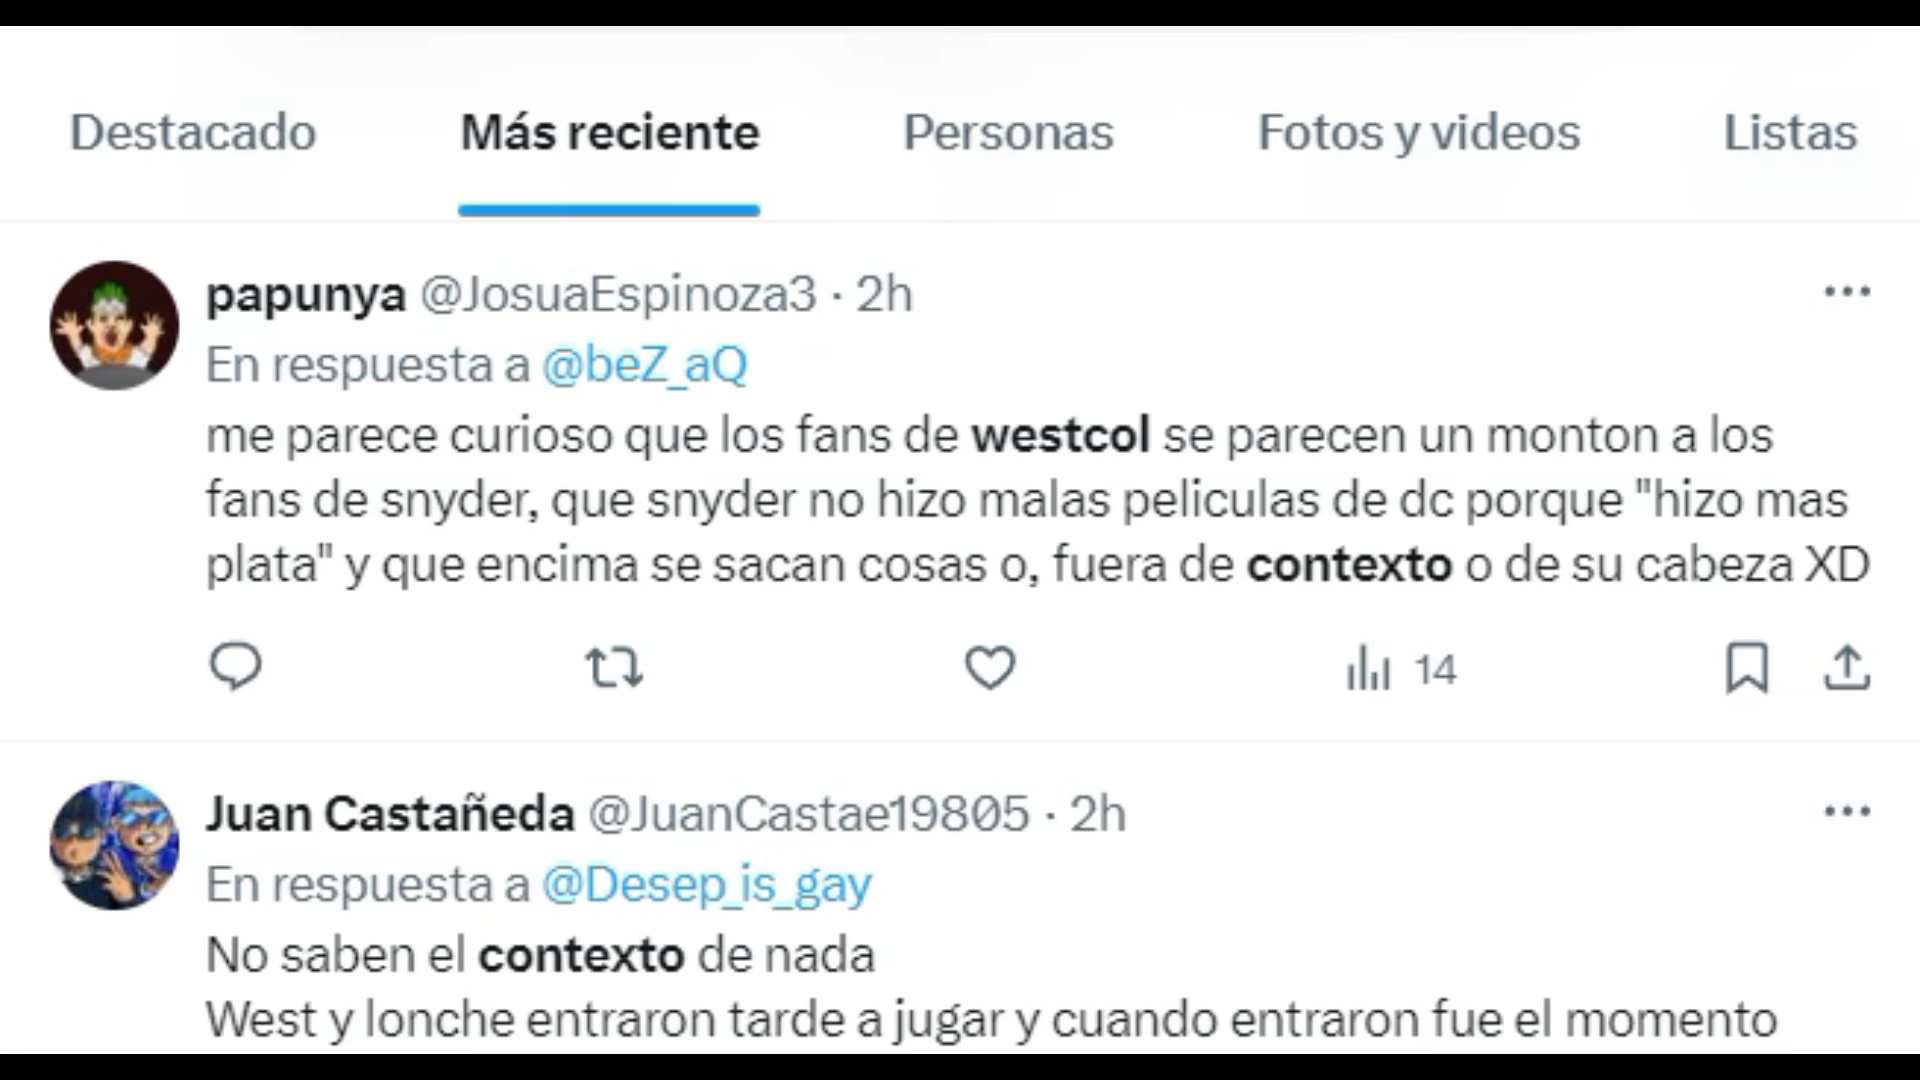 Destacado Más reciente Personas Fotos y videos Listas
papunya @JosuaEspinoza3 · 2h
En respuesta a @beZ_aQ
me parece curioso que los fans de westcol se parecen un monton a los
fans de snyder, que snyder no hizo malas peliculas de dc porque "hizo mas
plata" y que encima se sacan cosas o, fuera de contexto o de su cabeza XD
14
Juan Castañeda @JuanCastae19805 · 2h
En respuesta a @Desep_is_gay
No saben el contexto de nada
West y lonche entraron tarde a jugar y cuando entraron fue el momento